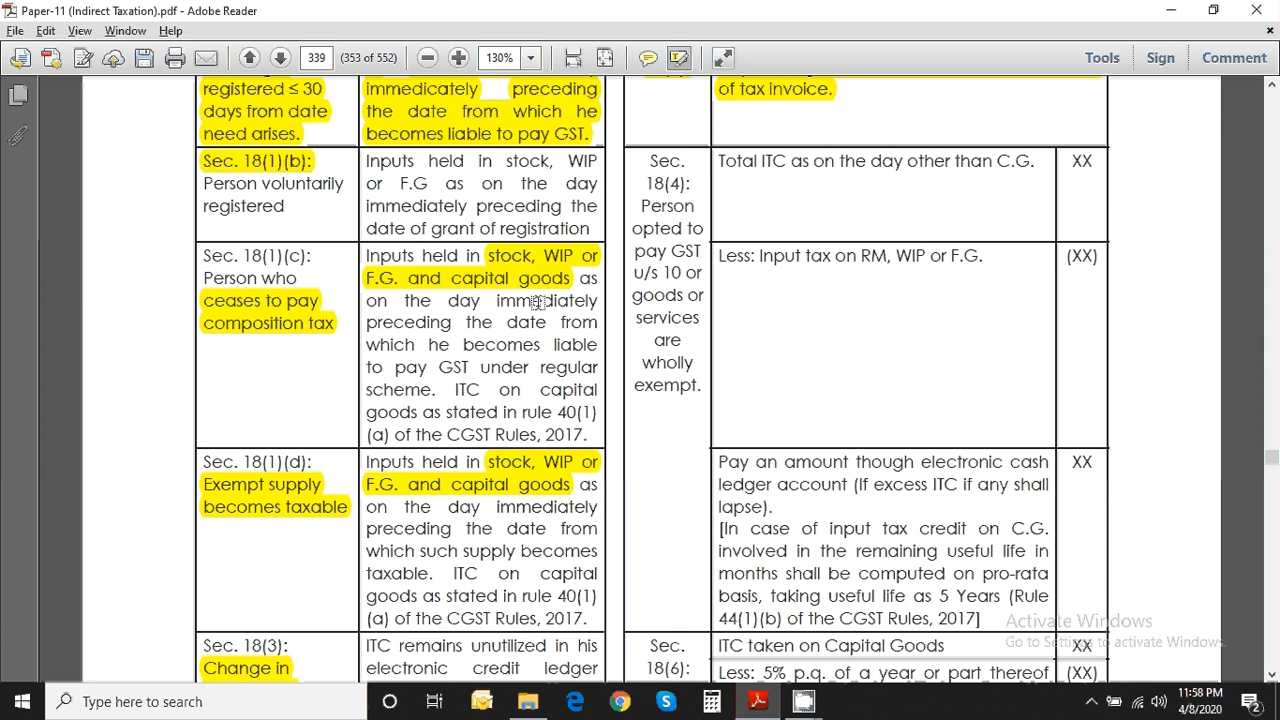 Paper-11 (Indirect Taxation).pdf - Adobe Reader
File Edit View Window Help
339 (353 of 552) 130% Tools Sign Comment
registered ≤ 30
days from date
need arises.
immedicately preceding
the date from which he
becomes liable to pay GST.
of tax invoice.
Sec. 18(1)(b):
Person voluntarily
registered
Inputs held in stock, WIP
or F.G as on the day
immediately preceding the
date of grant of registration
Sec.
18(4):
Person
opted to
pay GST
u/s 10 or
goods or
services
are
wholly
exempt.
Total ITC as on the day other than C.G.
XX
Sec. 18(1)(c):
Person who
ceases to pay
composition tax
Inputs held in stock, WIP or
F.G. and capital goods as
on the day immediately
preceding the date from
which he becomes liable
to pay GST under regular
scheme. ITC on capital
goods as stated in rule 40(1)
(a) of the CGST Rules, 2017.
Less: Input tax on RM, WIP or F.G.
(XX)
Sec. 18(1)(d):
Exempt supply
becomes taxable
Inputs held in stock, WIP or
F.G. and capital goods as
on the day immediately
preceding the date from
which such supply becomes
taxable. ITC on capital
goods as stated in rule 40(1)
(a) of the CGST Rules, 2017.
Pay an amount though electronic cash
ledger account (If excess ITC if any shall
lapse).
[In case of input tax credit on C.G.
involved in the remaining useful life in
months shall be computed on pro-rata
basis, taking useful life as 5 Years (Rule
44(1)(b) of the CGST Rules, 2017]
XX
Sec. 18(3):
Change in
ITC remains unutilized in his
electronic credit ledger
Sec.
18(6):
ITC taken on Capital Goods
XX
Less: 5% p.q. of a year or part thereof
(XX)
Activate Windows
Go to Settings to activate Windows.
Type here to search
11:58 PM
4/8/2020
2